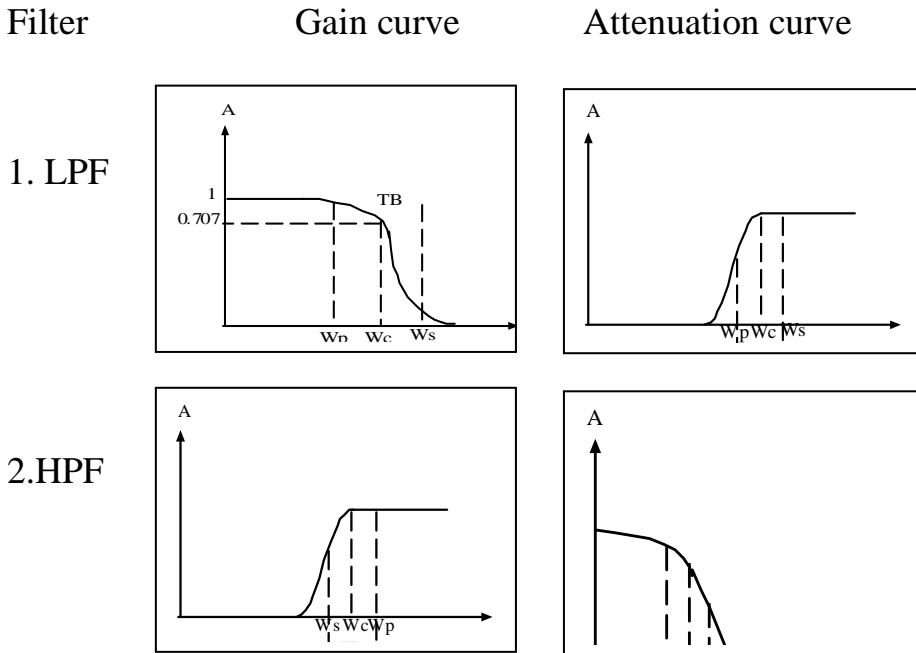 Filter Gain curve Attenuation curve
1. LPF
A
1
0.707
TB
Wp Wc Ws
A
Wp Wc Ws
2.HPF
A
Ws Wc Wp
A